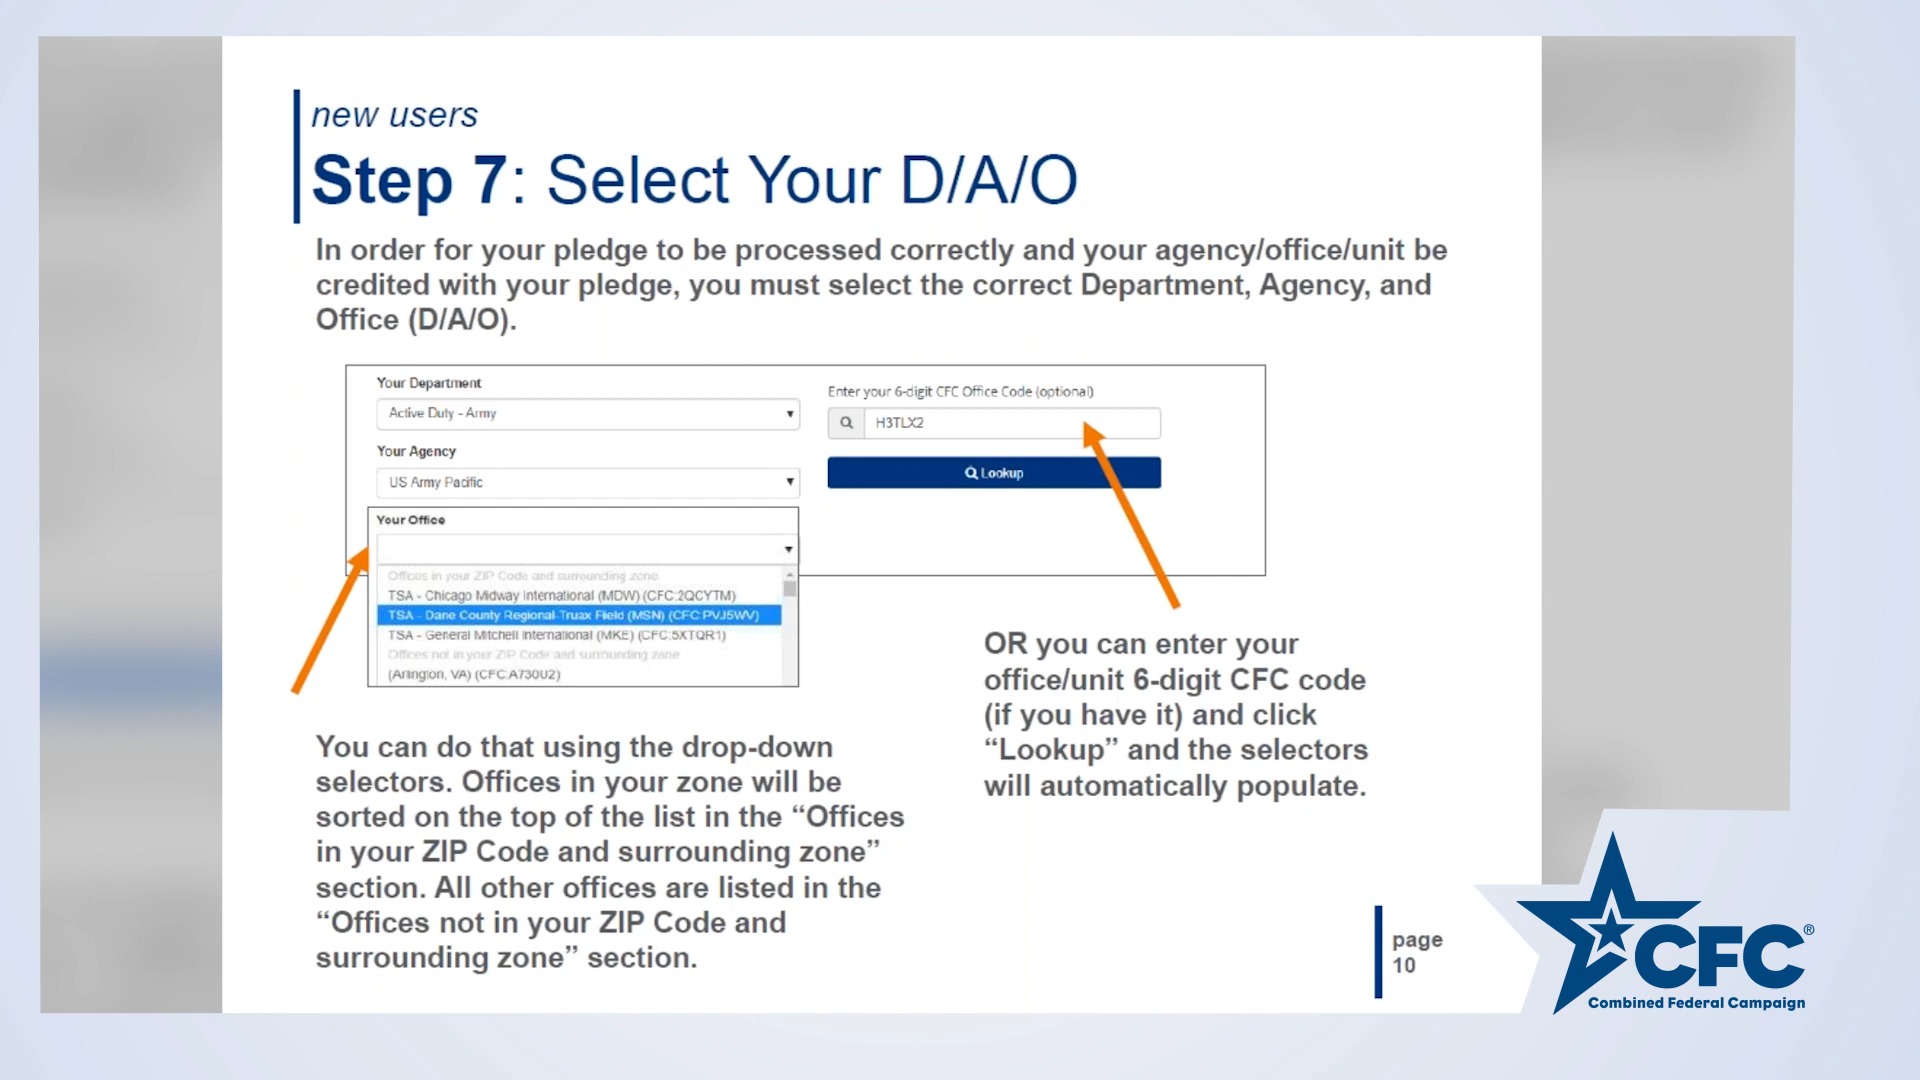 new users
Step 7: Select Your D/A/O
In order for your pledge to be processed correctly and your agency/office/unit be
credited with your pledge, you must select the correct Department, Agency, and
Office (D/A/O).
Your Department
Active Duty - Army
Your Agency
US Army Pacific
Your Office
Offices in your ZIP Code and surrounding zone
TSA - Chicago Midway International (MDW) (CFC:2QCYTM)
TSA - Dane County Regional-Truax Field (MSN) (CFC:PVJ5WV)
TSA - General Mitchell International (MKE) (CFC:5XTQR1)
Offices not in your ZIP Code and surrounding zone
(Arlington, VA) (CFC:A730U2)
Enter your 6-digit CFC Office Code (optional)
H3TLX2
Lookup
You can do that using the drop-down
selectors. Offices in your zone will be
sorted on the top of the list in the “Offices
in your ZIP Code and surrounding zone”
section. All other offices are listed in the
“Offices not in your ZIP Code and
surrounding zone” section.
OR you can enter your
office/unit 6-digit CFC code
(if you have it) and click
“Lookup” and the selectors
will automatically populate.
page
10
CFC®
Combined Federal Campaign